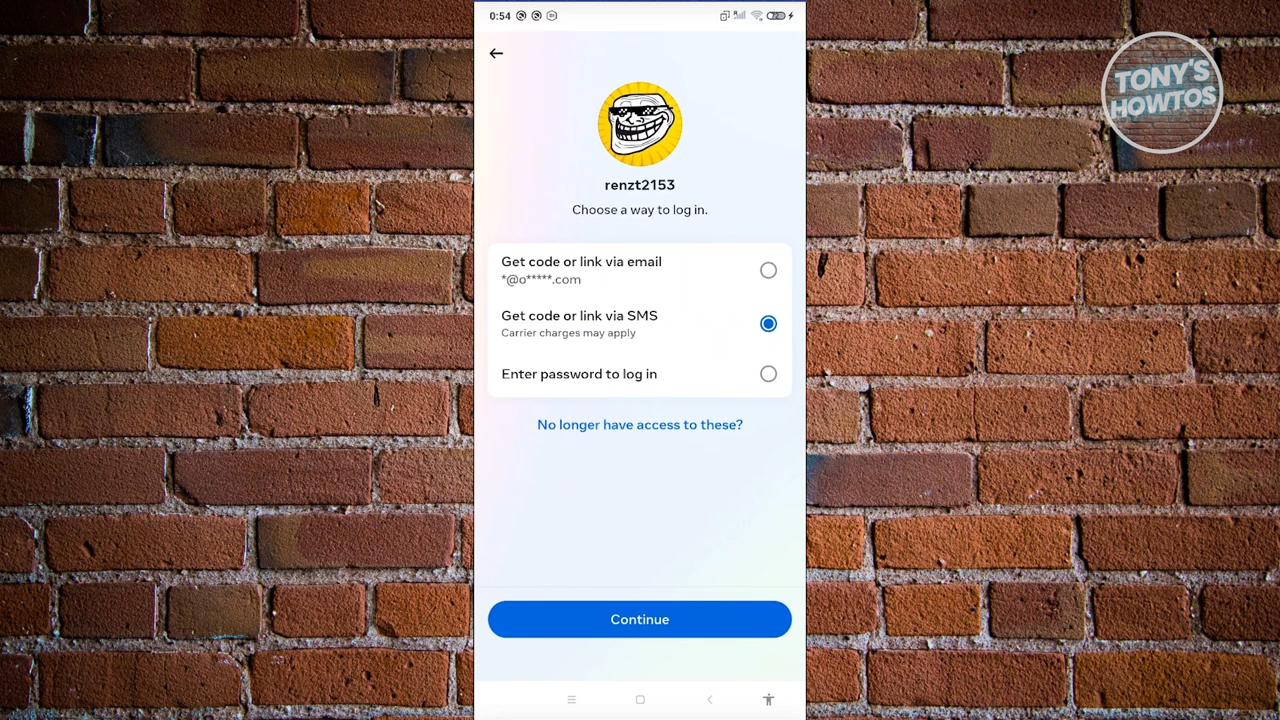 0:54
TONY'S
HOWTOS
renzt2153
Choose a way to log in.
Get code or link via email
*@o*****.com
Get code or link via SMS
Carrier charges may apply
Enter password to log in
No longer have access to these?
Continue